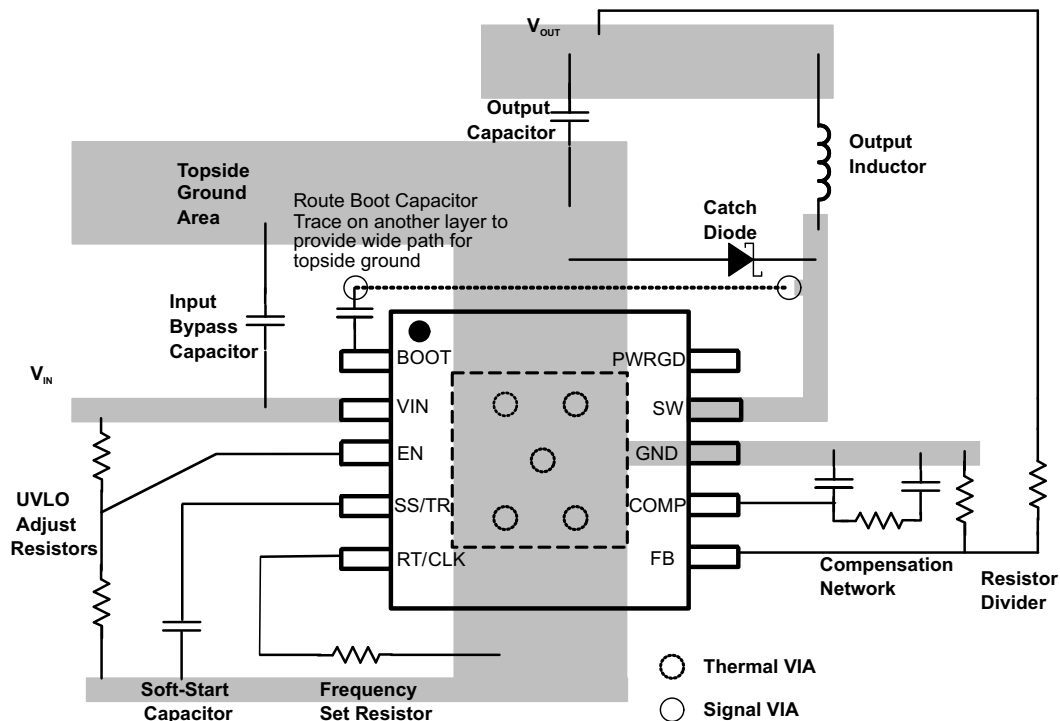 VOUT
Output
Capacitor
Output
Inductor
Topside
Ground
Area
Route Boot Capacitor
Trace on another layer to
provide wide path for
topside ground
Catch
Diode
Input
Bypass
Capacitor
VIN
BOOT
PWRGD
VIN
SW
EN
GND
SS/TR
COMP
RT/CLK
FB
UVLO
Adjust
Resistors
Compensation
Network
Resistor
Divider
Soft-Start
Capacitor
Frequency
Set Resistor
Thermal VIA
Signal VIA